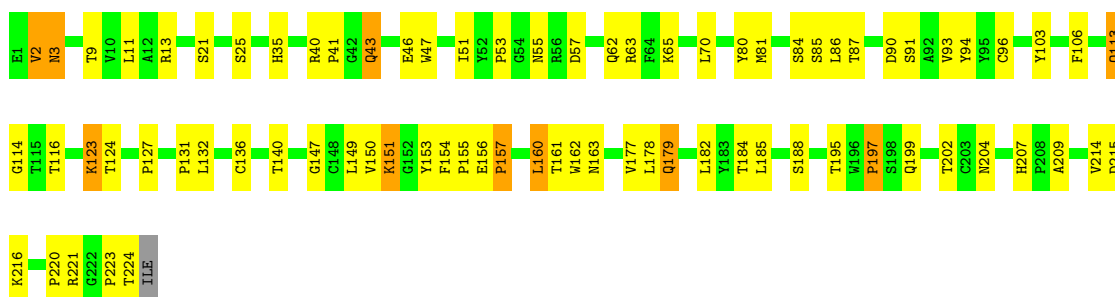 E1 V2 N3 T9 V10 L11 A12 R13 S21 S25 H35 R40 P41 G42 Q43 E46 W47 I51 Y52 P53 G54 N55 R56 D57 Q62 R63 F64 K65 L70 Y80 M81 S84 S85 L86 T87 D90 S91 A92 V93 Y94 Y95 C96 Y103 F106
G114 T115 T116 K123 T124 P127 P131 L132 C136 T140 G147 C148 L149 V150 K151 G152 Y153 F154 P155 E156 P157 L160 T161 W162 N163 V177 L178 Q179 L182 Y183 T184 L185 S188 T195 W196 P197 S198 Q199 T202 C203 N204 H207 P208 A209 V214
K216 P220 R221 G222 P223 T224 ILE